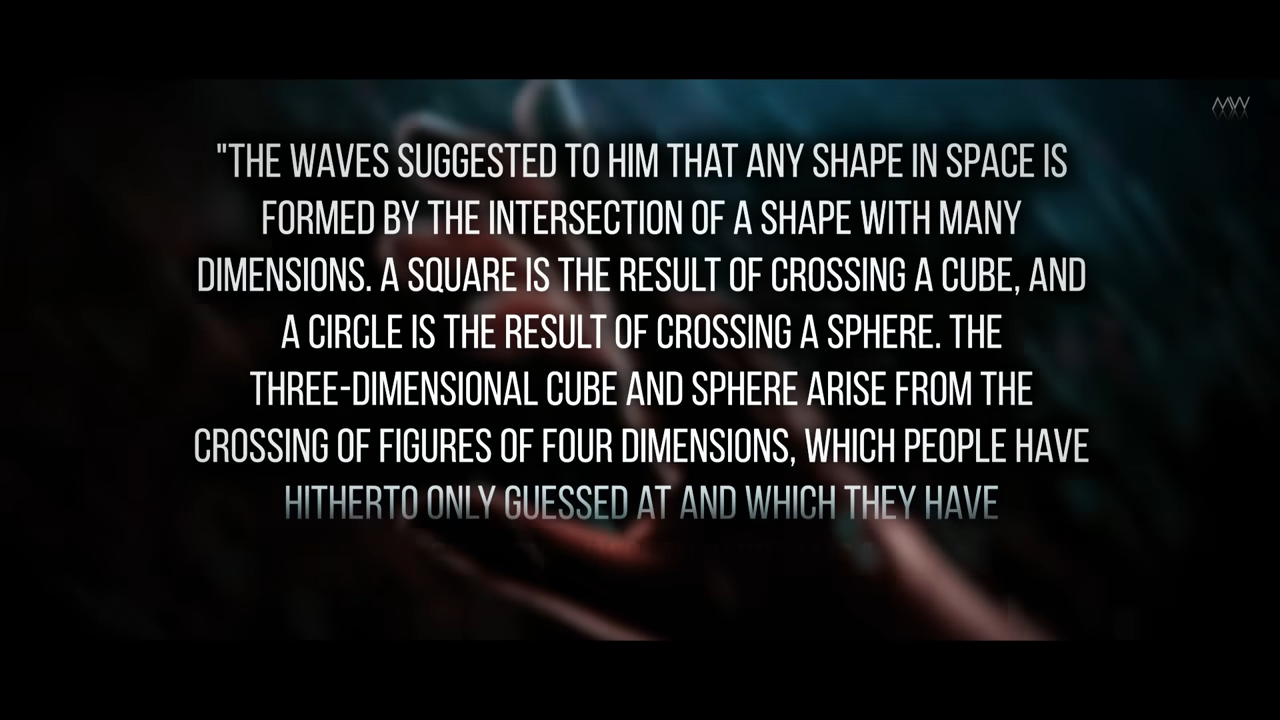 MW
"THE WAVES SUGGESTED TO HIM THAT ANY SHAPE IN SPACE IS
FORMED BY THE INTERSECTION OF A SHAPE WITH MANY
DIMENSIONS. A SQUARE IS THE RESULT OF CROSSING A CUBE, AND
A CIRCLE IS THE RESULT OF CROSSING A SPHERE. THE
THREE-DIMENSIONAL CUBE AND SPHERE ARISE FROM THE
CROSSING OF FIGURES OF FOUR DIMENSIONS, WHICH PEOPLE HAVE
HITHERTO ONLY GUESSED AT AND WHICH THEY HAVE